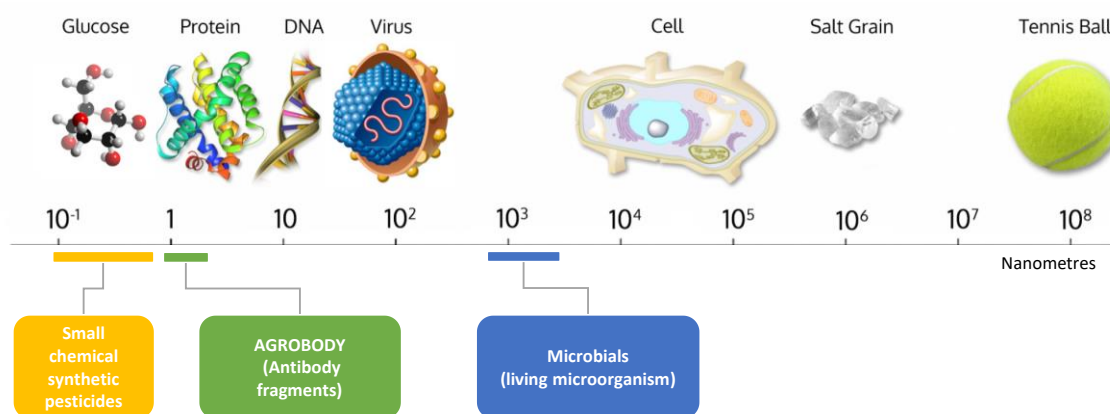 Glucose Protein DNA Virus Cell Salt Grain Tennis Ball
10⁻¹ 1 10 10² 10³ 10⁴ 10⁵ 10⁶ 10⁷ 10⁸
Nanometres
Small
chemical
synthetic
pesticides
AGROBODY
(Antibody
fragments)
Microbials
(living microorganism)